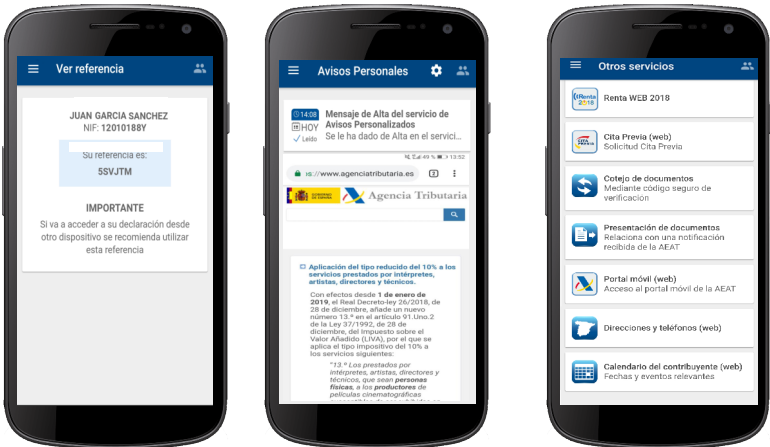 Ver referencia
JUAN GARCIA SANCHEZ
NIF: 12010188Y
Su referencia es:
5SVJTM
IMPORTANTE
Si va a acceder a su declaración desde
otro dispositivo se recomienda utilizar
esta referencia
Avisos Personales
14:08
HOY
Leído
Mensaje de Alta del servicio de
Avisos Personalizados
Se le ha dado de Alta en el servici...
49 % 13:52
www.agenciatributaria.es
Agencia Tributaria
Aplicación del tipo reducido del 10% a los
servicios prestados por intérpretes,
artistas, directores y técnicos.
Con efectos desde 1 de enero de
2019, el Real Decreto-ley 26/2018, de
28 de diciembre, añade un nuevo
número 13.º en el artículo 91.Uno.2
de la Ley 37/1992, de 28 de
diciembre, del Impuesto sobre el
Valor Añadido (LIVA), por el que se
aplica el tipo impositivo del 10% a
los servicios siguientes:
"13.º Los prestados por
intérpretes, artistas, directores y
técnicos, que sean personas
físicas, a los productores de
películas cinematográficas
Otros servicios
Renta
2018
Renta WEB 2018
CITA
PREVIA
Cita Previa (web)
Solicitud Cita Previa
Cotejo de documentos
Mediante código seguro de
verificación
Presentación de documentos
Relaciona con una notificación
recibida de la AEAT
Portal móvil (web)
Acceso al portal móvil de la AEAT
Direcciones y teléfonos (web)
Calendario del contribuyente (web)
Fechas y eventos relevantes